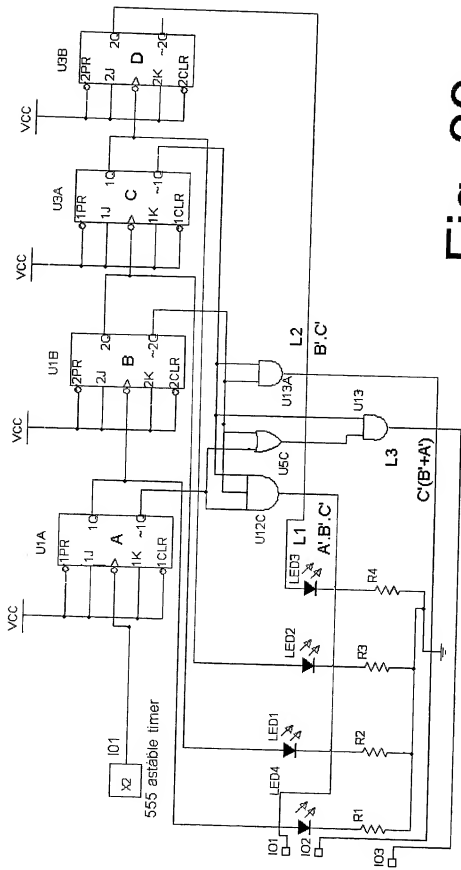 VCC
VCC
VCC
VCC
U1A
U1B
U3A
U3B
1PR
1J
1K
1CLR
1Q
~1Q
A
2PR
2J
2K
2CLR
2Q
~2Q
B
1PR
1J
1K
1CLR
1Q
~1Q
C
2PR
2J
2K
2CLR
2Q
~2Q
D
IO1
X2
555 astable timer
U12C
U5C
U13A
U13
L1
A'.B'.C'
L2
B'.C'
L3
C'(B'+A')
LED4
LED1
LED2
LED3
R1
R2
R3
R4
IO1
IO2
IO3